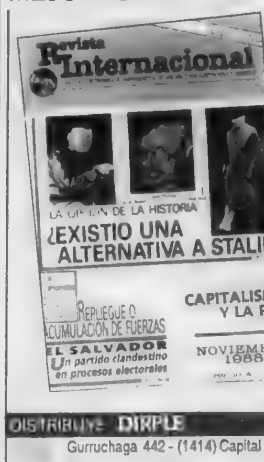 Revista
Internacional
LA OPCION DE LA HISTORIA
¿EXISTIO UNA
ALTERNATIVA A STALI
REPLIEGUE O
ACUMULACION DE FUERZAS
EL SALVADOR
Un partido clandestino
en procesos electorales
CAPITALIS
Y LA
NOVIEM
1988
DISTRIBUYE DIRPLE
Gurruchaga 442 - (1414) Capital